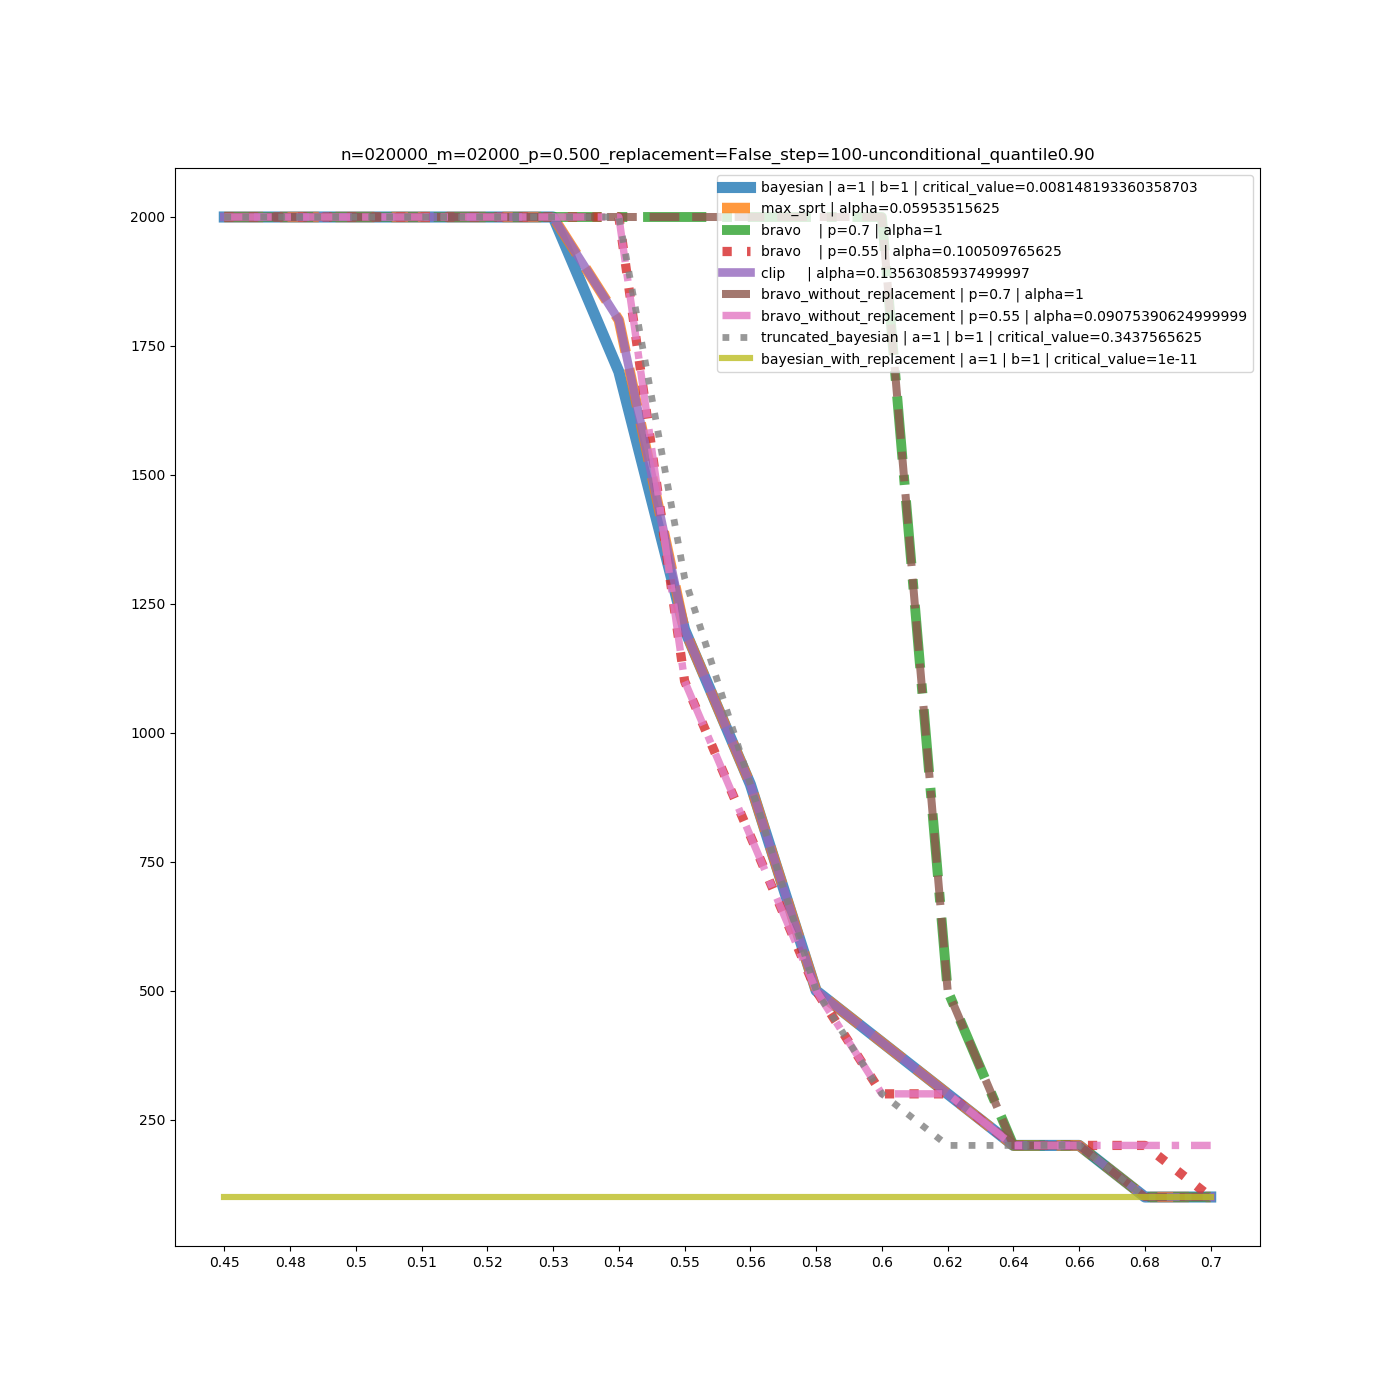 n=020000_m=02000_p=0.500_replacement=False_step=100-unconditional_quantile0.90
bayesian | a=1 | b=1 | critical_value=0.008148193360358703
max_sprt | alpha=0.05953515625
bravo | p=0.7 | alpha=1
bravo | p=0.55 | alpha=0.100509765625
clip | alpha=0.13563085937499997
bravo_without_replacement | p=0.7 | alpha=1
bravo_without_replacement | p=0.55 | alpha=0.09075390624999999
truncated_bayesian | a=1 | b=1 | critical_value=0.3437565625
bayesian_with_replacement | a=1 | b=1 | critical_value=1e-11
2000
1750
1500
1250
1000
750
500
250
0.45 0.48 0.5 0.51 0.52 0.53 0.54 0.55 0.56 0.58 0.6 0.62 0.64 0.66 0.68 0.7